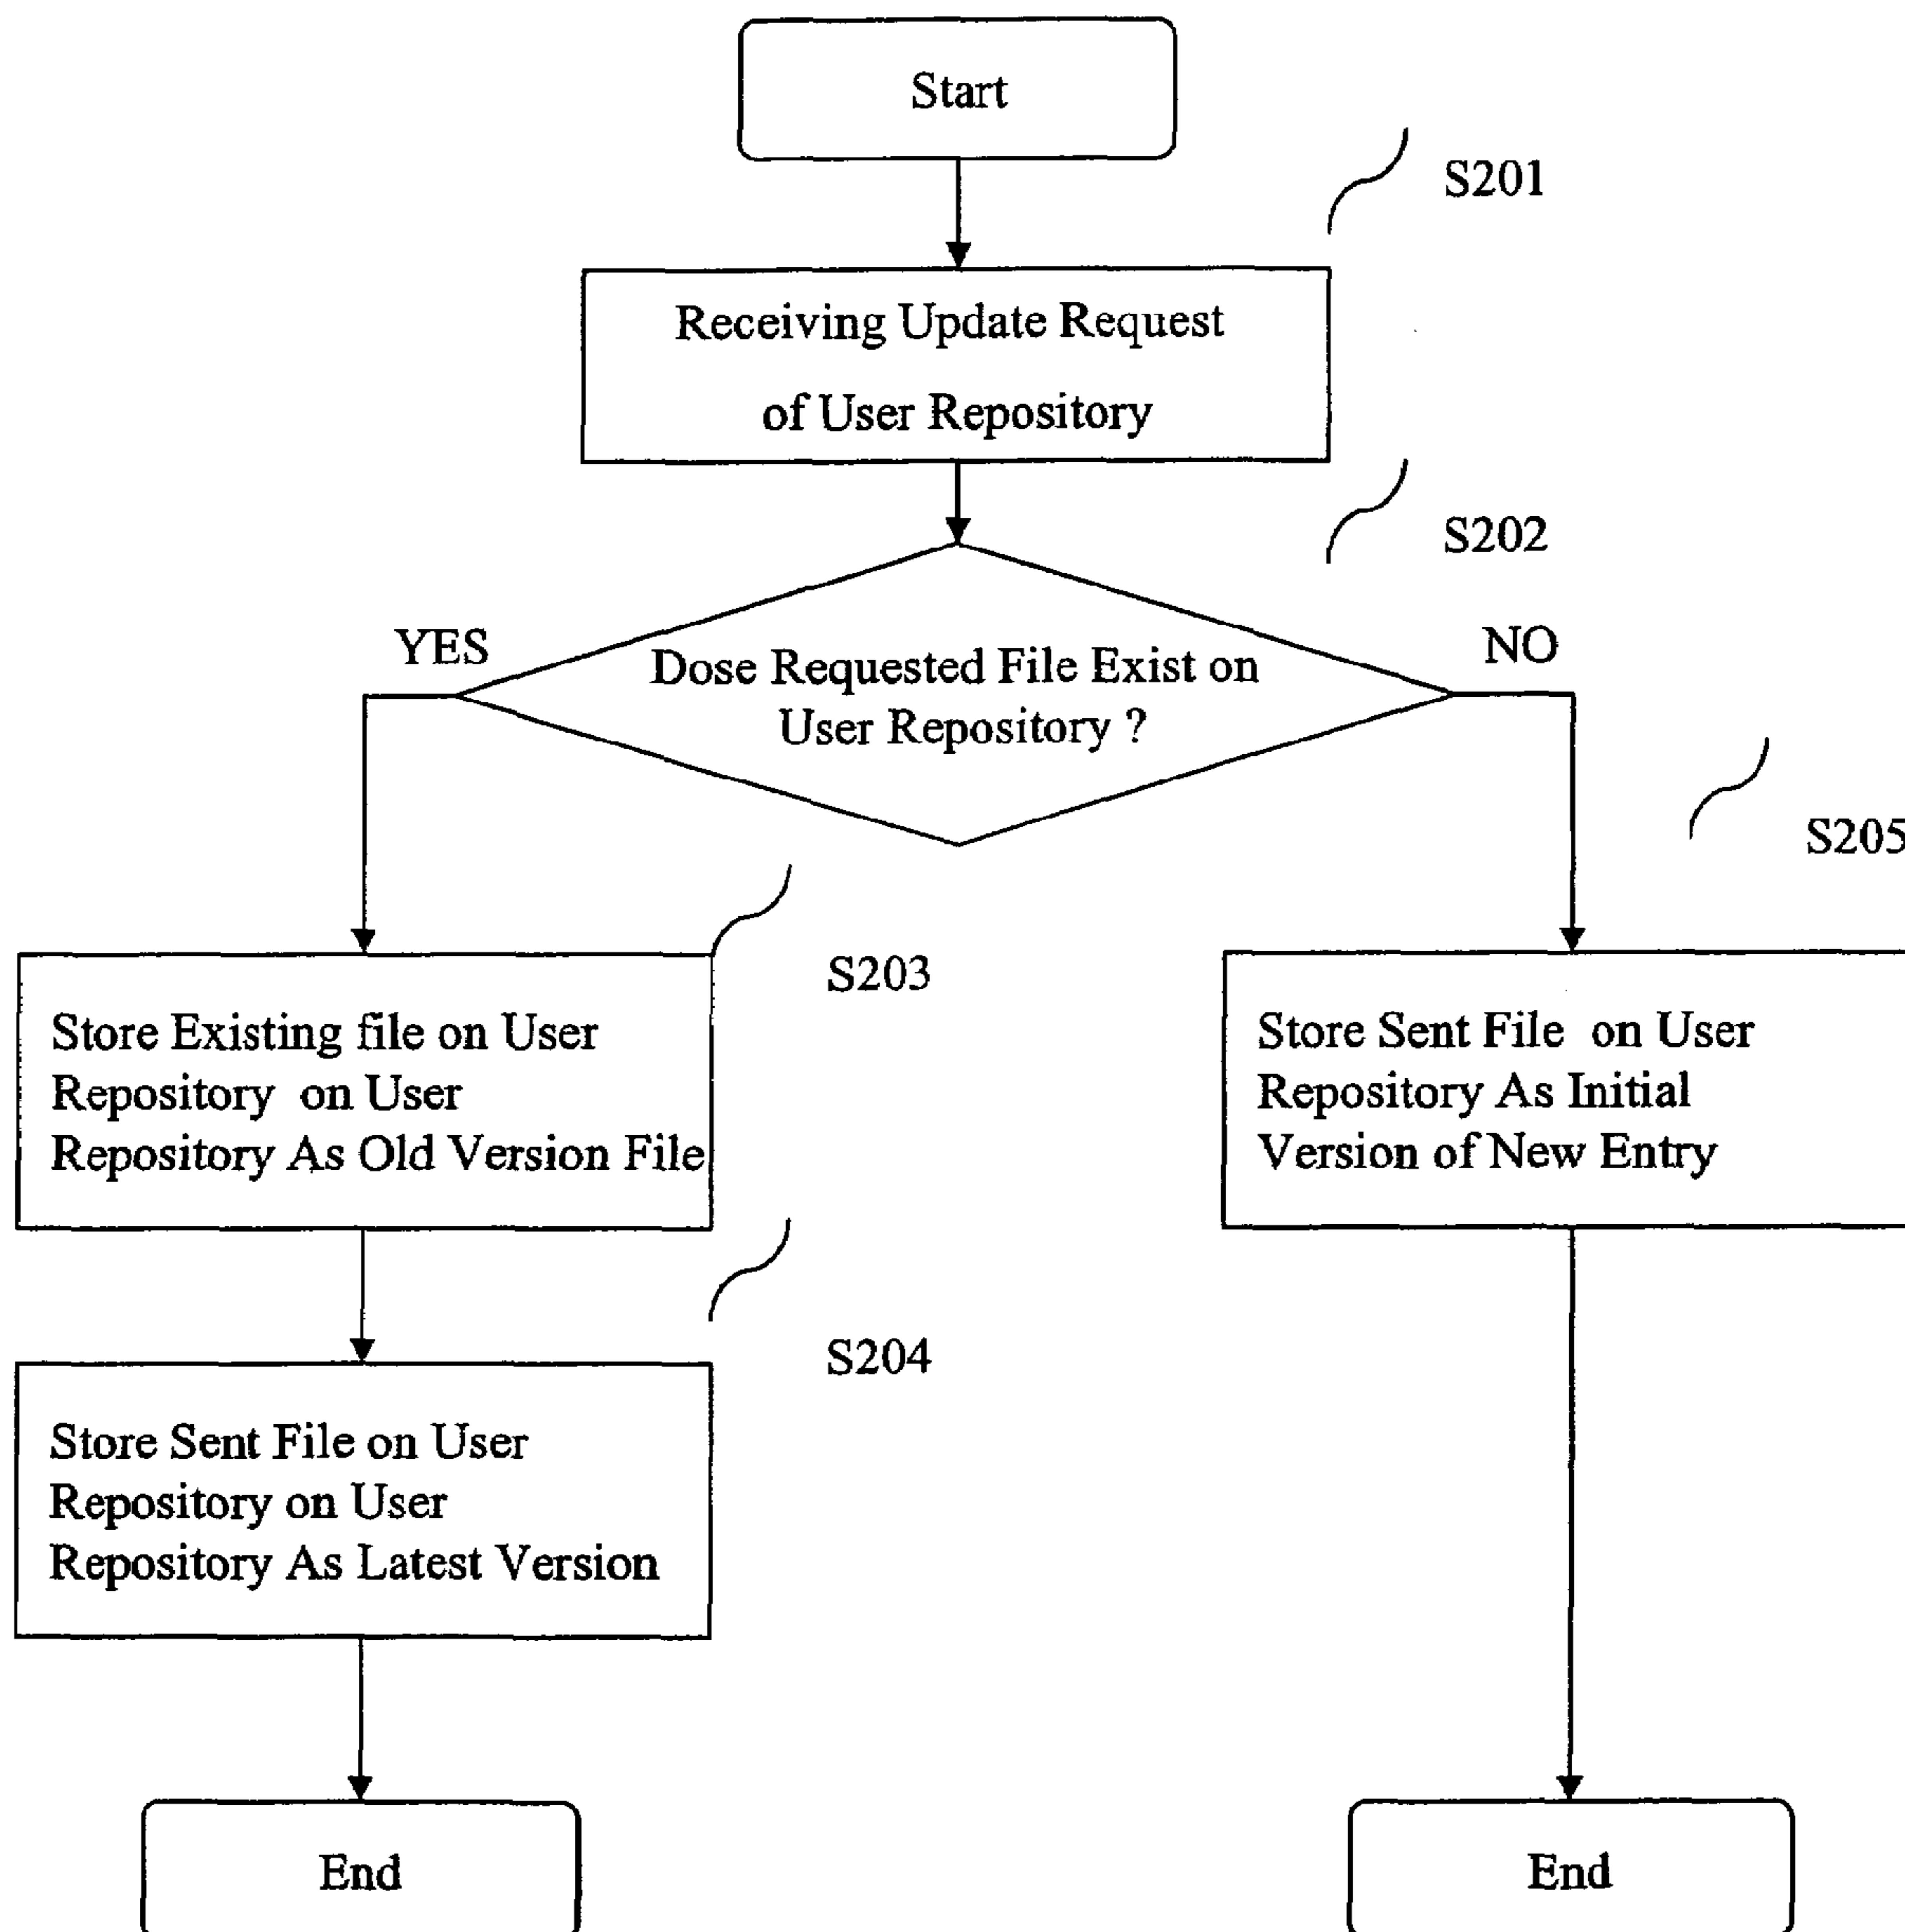 Start
S201
Receiving Update Request
of User Repository
S202
YES
NO
Dose Requested File Exist on
User Repository ?
S205
S203
Store Existing file on User
Repository on User
Repository As Old Version File
Store Sent File on User
Repository As Initial
Version of New Entry
S204
Store Sent File on User
Repository on User
Repository As Latest Version
End
End